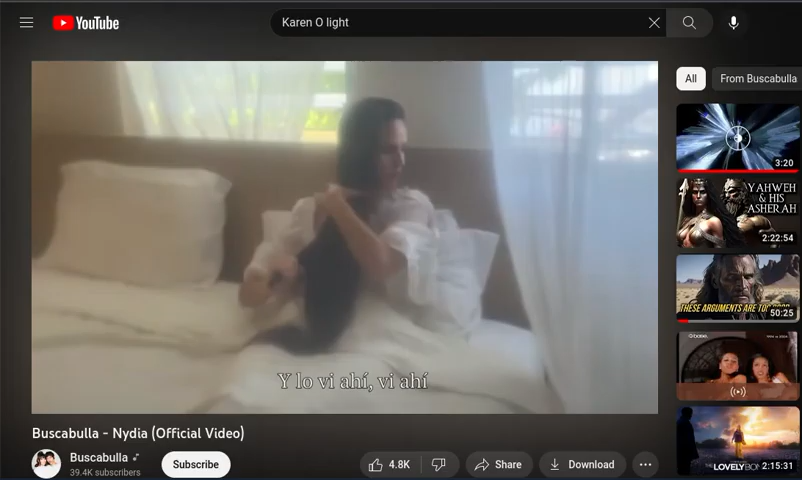 YouTube
Karen O light
Y lo vi ahí, vi ahí
Buscabulla - Nydia (Official Video)
Buscabulla
39.4K subscribers
Subscribe
4.8K
Share
Download
All
From Buscabulla
3:20
YAHWEH
& HIS
ASHERAH
2:22:54
THESE ARGUMENTS ARE TOO
50:25
THE LOVELY BON
2:15:31